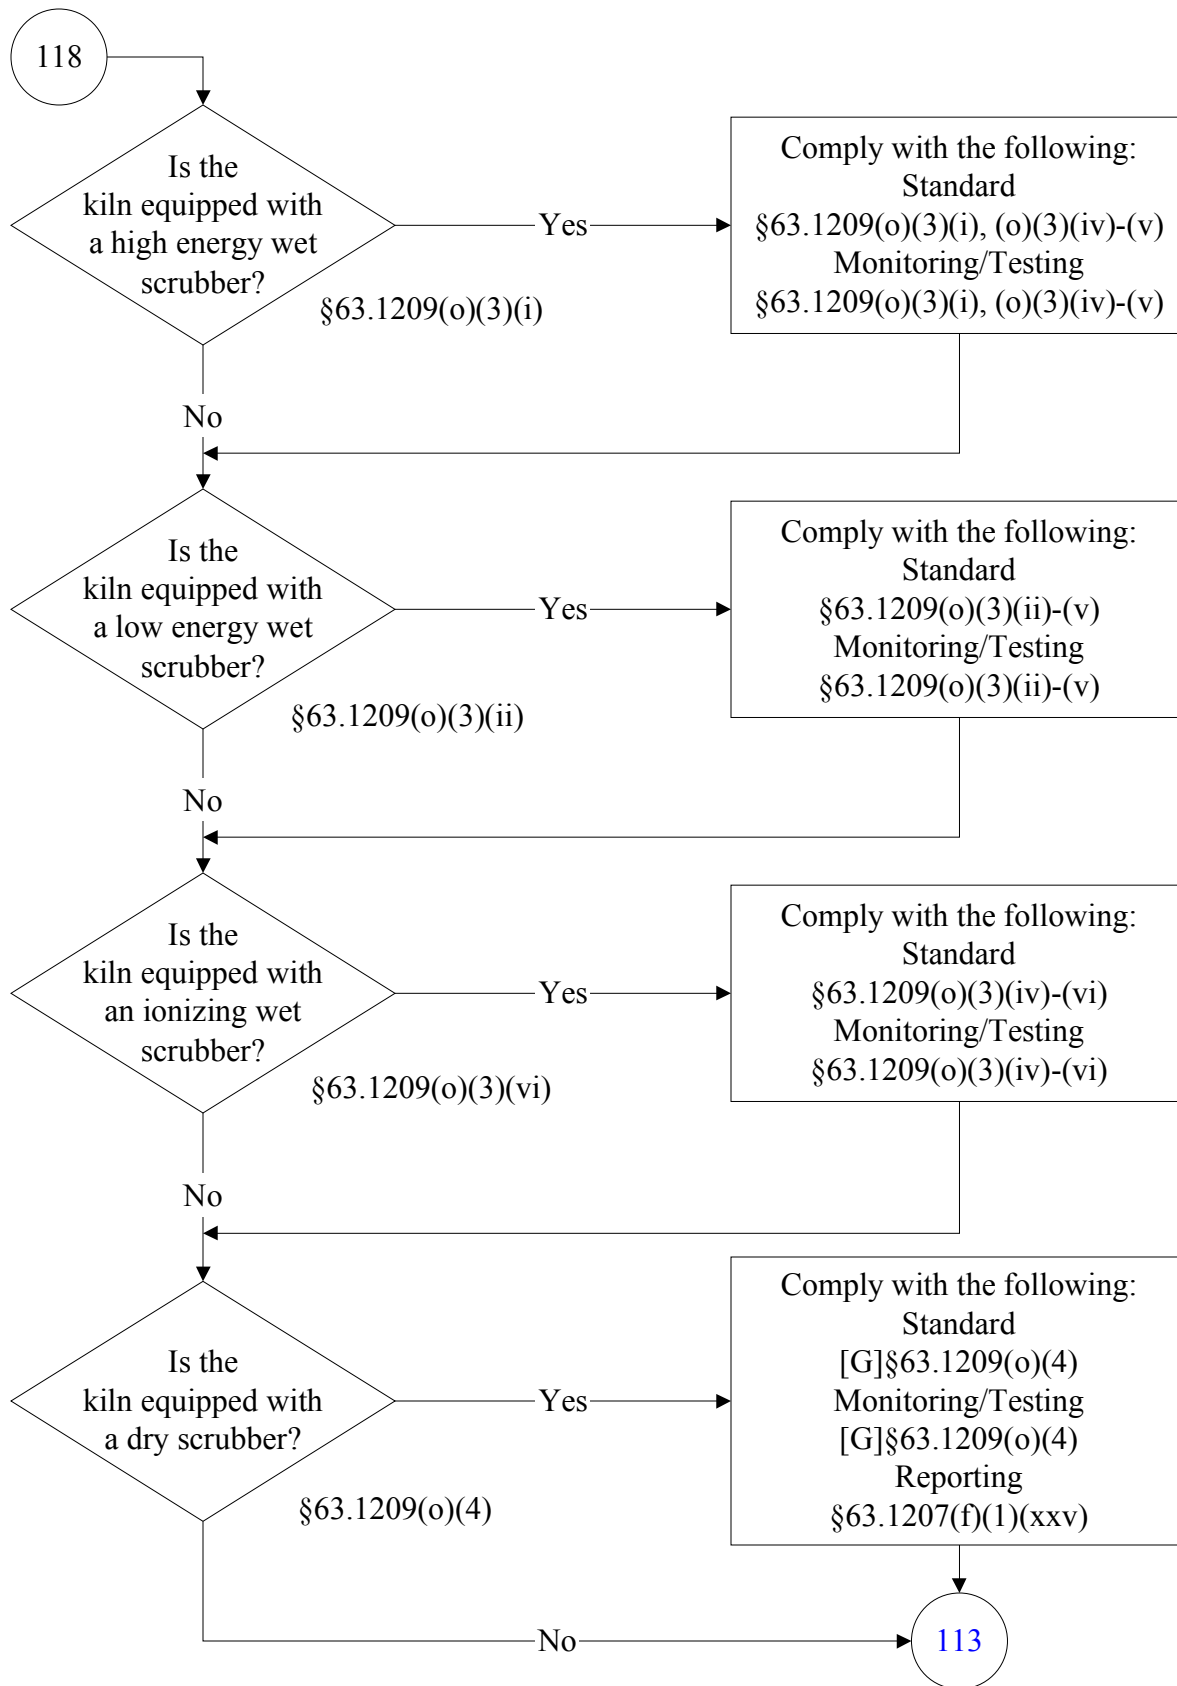 118
Is the
kiln equipped with
a high energy wet
scrubber?
§63.1209(o)(3)(i)
Yes
Comply with the following:
Standard
§63.1209(o)(3)(i), (o)(3)(iv)-(v)
Monitoring/Testing
§63.1209(o)(3)(i), (o)(3)(iv)-(v)
No
Is the
kiln equipped with
a low energy wet
scrubber?
§63.1209(o)(3)(ii)
Yes
Comply with the following:
Standard
§63.1209(o)(3)(ii)-(v)
Monitoring/Testing
§63.1209(o)(3)(ii)-(v)
No
Is the
kiln equipped with
an ionizing wet
scrubber?
§63.1209(o)(3)(vi)
Yes
Comply with the following:
Standard
§63.1209(o)(3)(iv)-(vi)
Monitoring/Testing
§63.1209(o)(3)(iv)-(vi)
No
Is the
kiln equipped with
a dry scrubber?
§63.1209(o)(4)
Yes
Comply with the following:
Standard
[G]§63.1209(o)(4)
Monitoring/Testing
[G]§63.1209(o)(4)
Reporting
§63.1207(f)(1)(xxv)
No
113